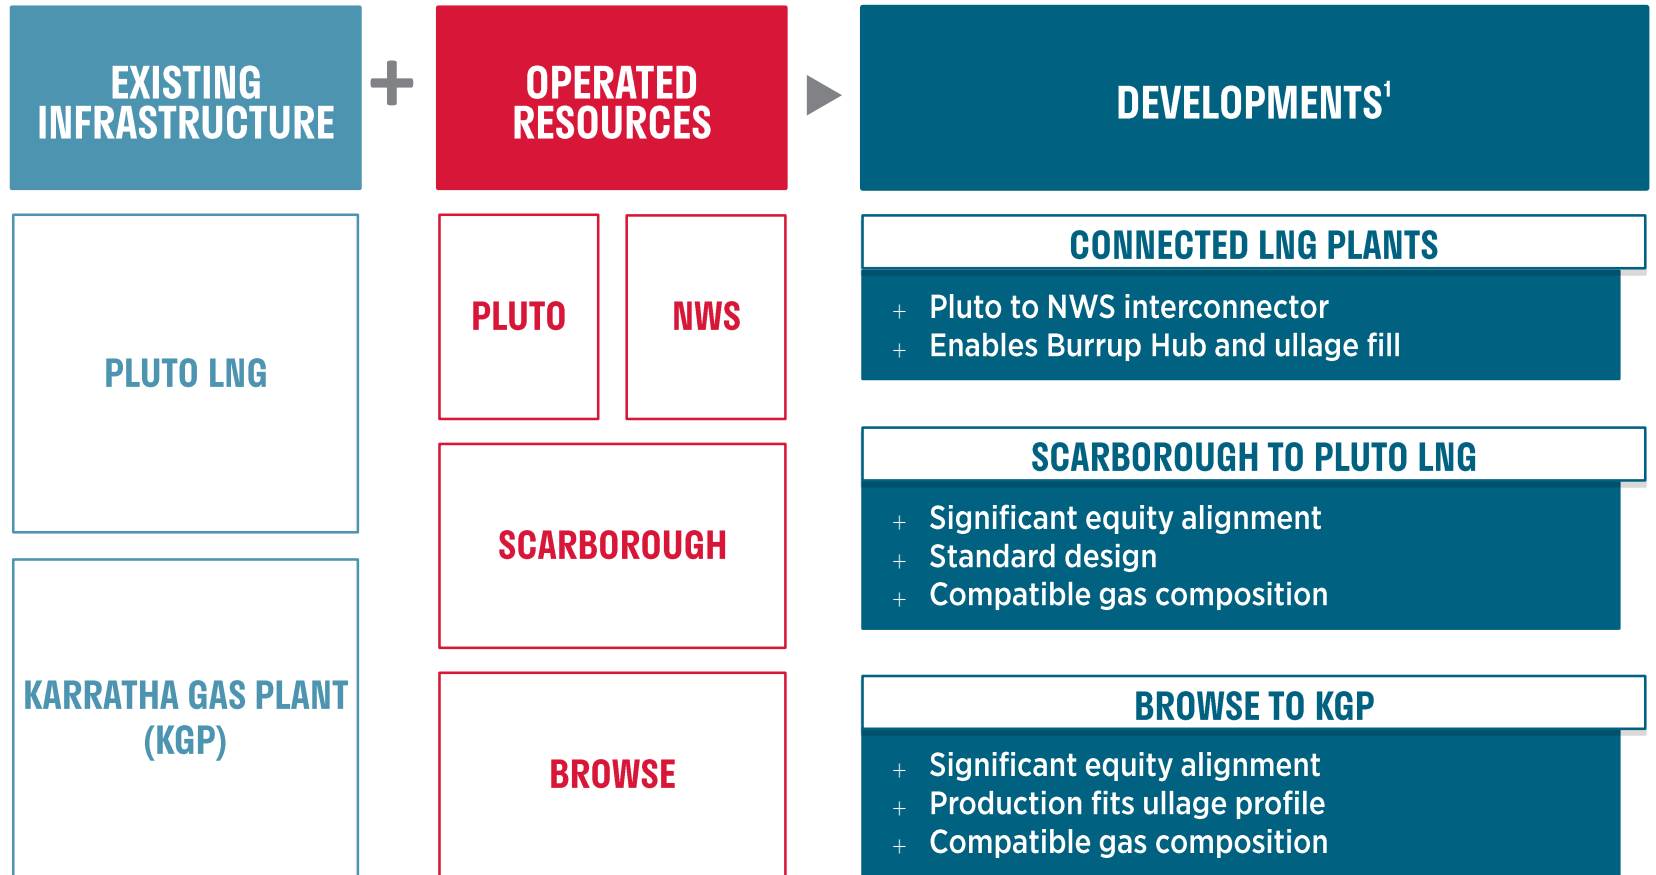 EXISTING
INFRASTRUCTURE
+
OPERATED
RESOURCES
DEVELOPMENTS¹
PLUTO LNG
KARRATHA GAS PLANT
(KGP)
PLUTO
NWS
SCARBOROUGH
BROWSE
CONNECTED LNG PLANTS
+ Pluto to NWS interconnector
+ Enables Burrup Hub and ullage fill
SCARBOROUGH TO PLUTO LNG
+ Significant equity alignment
+ Standard design
+ Compatible gas composition
BROWSE TO KGP
+ Significant equity alignment
+ Production fits ullage profile
+ Compatible gas composition